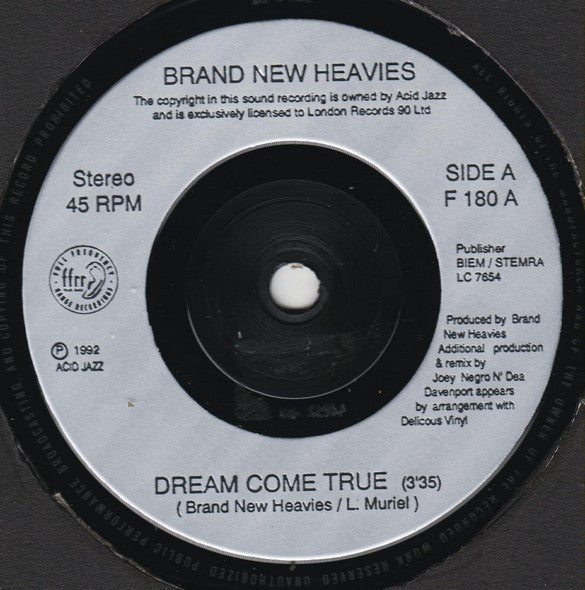 BRAND NEW HEAVIES
The copyright in this sound recording is owned by Acid Jazz
and is exclusively licensed to London Records 90 Ltd
Stereo
45 RPM
SIDE A
F 180 A
FULL FREQUENCY
ffrr
RANGE RECORDINGS
Publisher
BIEM / STEMRA
LC 7654
Ⓟ 1992
ACID JAZZ
Produced by Brand
New Heavies
Additional production
& remix by
Joey Negro N' Dea
Davenport appears
by arrangement with
Delicous Vinyl
DREAM COME TRUE (3'35)
( Brand New Heavies / L. Muriel )
ALL RIGHTS OF THE
OWNER OF THE RECORDED WORK RESERVED UNAUTHORIZED PUBLIC PERFORMANCE BROADCASTING AND COPYING OF THIS RECORD PROHIBITED